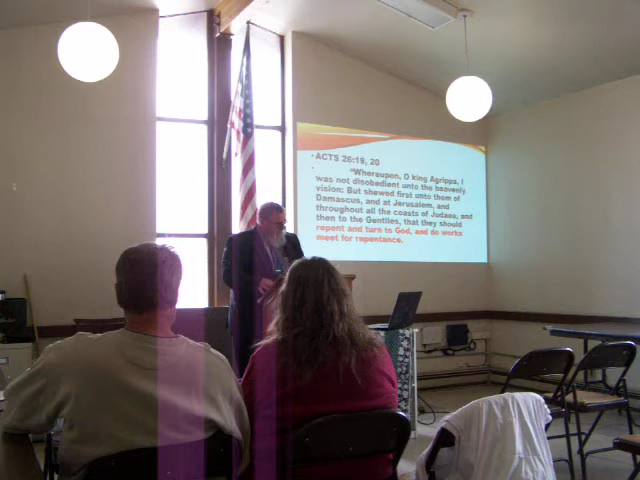 • ACTS 26:19, 20
• "Whereupon, O king Agrippa, I
was not disobedient unto the heavenly
vision: But shewed first unto them of
Damascus, and at Jerusalem, and
throughout all the coasts of Judaea, and
then to the Gentiles, that they should
repent and turn to God, and do works
meet for repentance.